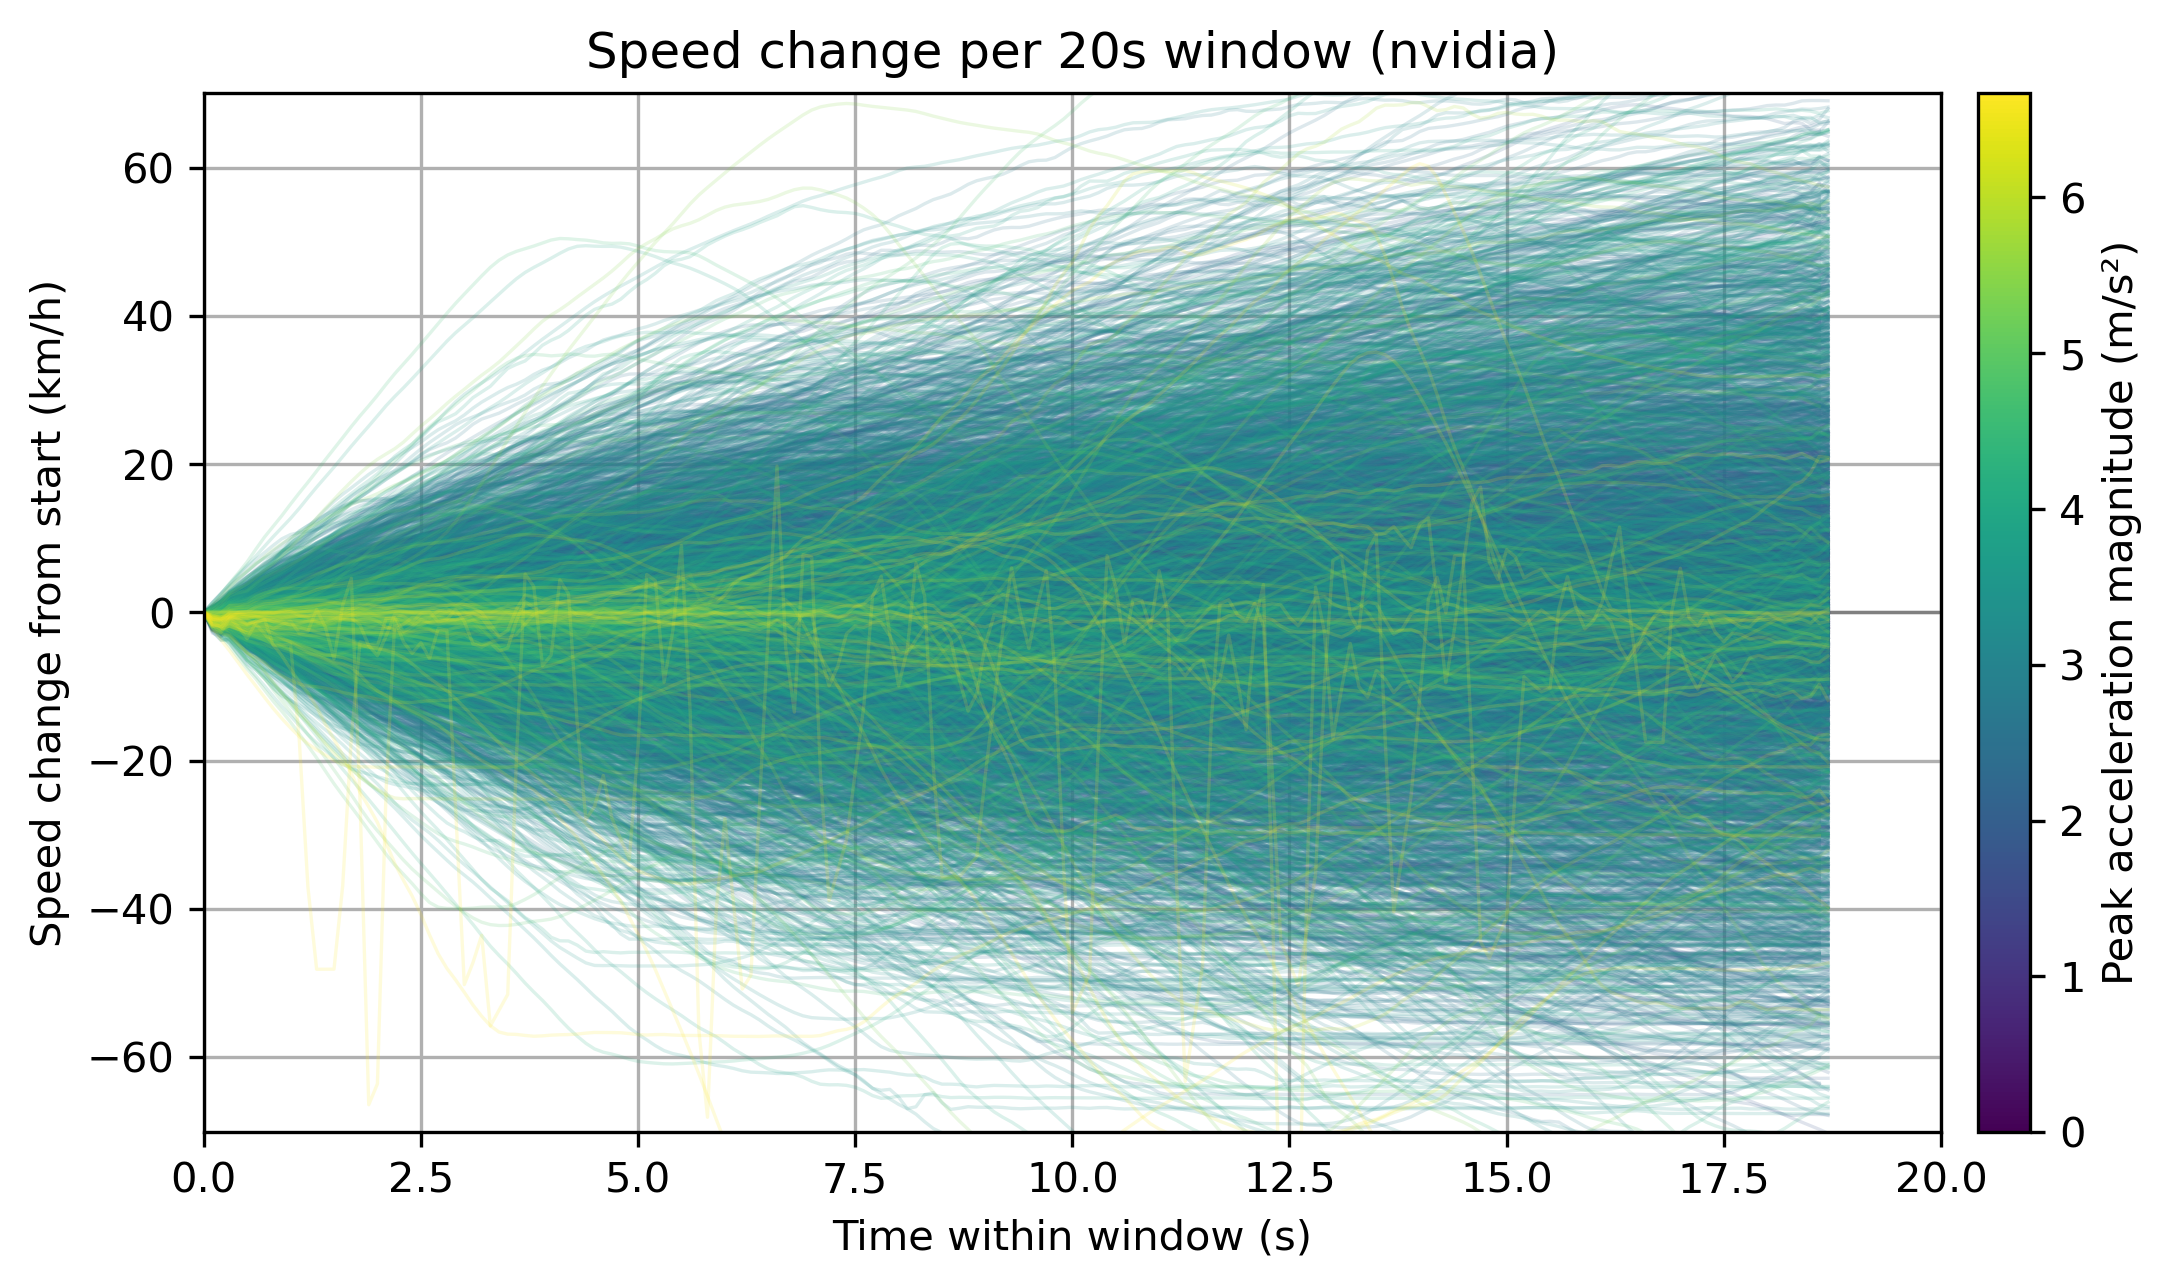 Speed change per 20s window (nvidia)
Speed change from start (km/h)
60
40
20
0
−20
−40
−60
0.0 2.5 5.0 7.5 10.0 12.5 15.0 17.5 20.0
Time within window (s)
6
5
4
3
2
1
0
Peak acceleration magnitude (m/s²)